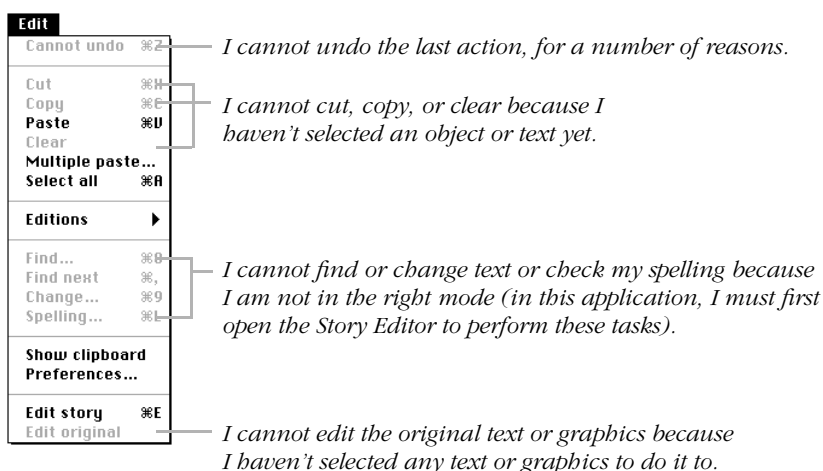 Edit
Cannot undo ⌘Z
I cannot undo the last action, for a number of reasons.
Cut ⌘X
Copy ⌘C
Paste ⌘V
Clear
Multiple paste...
Select all ⌘A
I cannot cut, copy, or clear because I
haven’t selected an object or text yet.
Editions
Find... ⌘8
Find next ⌘,
Change... ⌘9
Spelling... ⌘L
I cannot find or change text or check my spelling because
I am not in the right mode (in this application, I must first
open the Story Editor to perform these tasks).
Show clipboard
Preferences...
Edit story ⌘E
Edit original
I cannot edit the original text or graphics because
I haven’t selected any text or graphics to do it to.